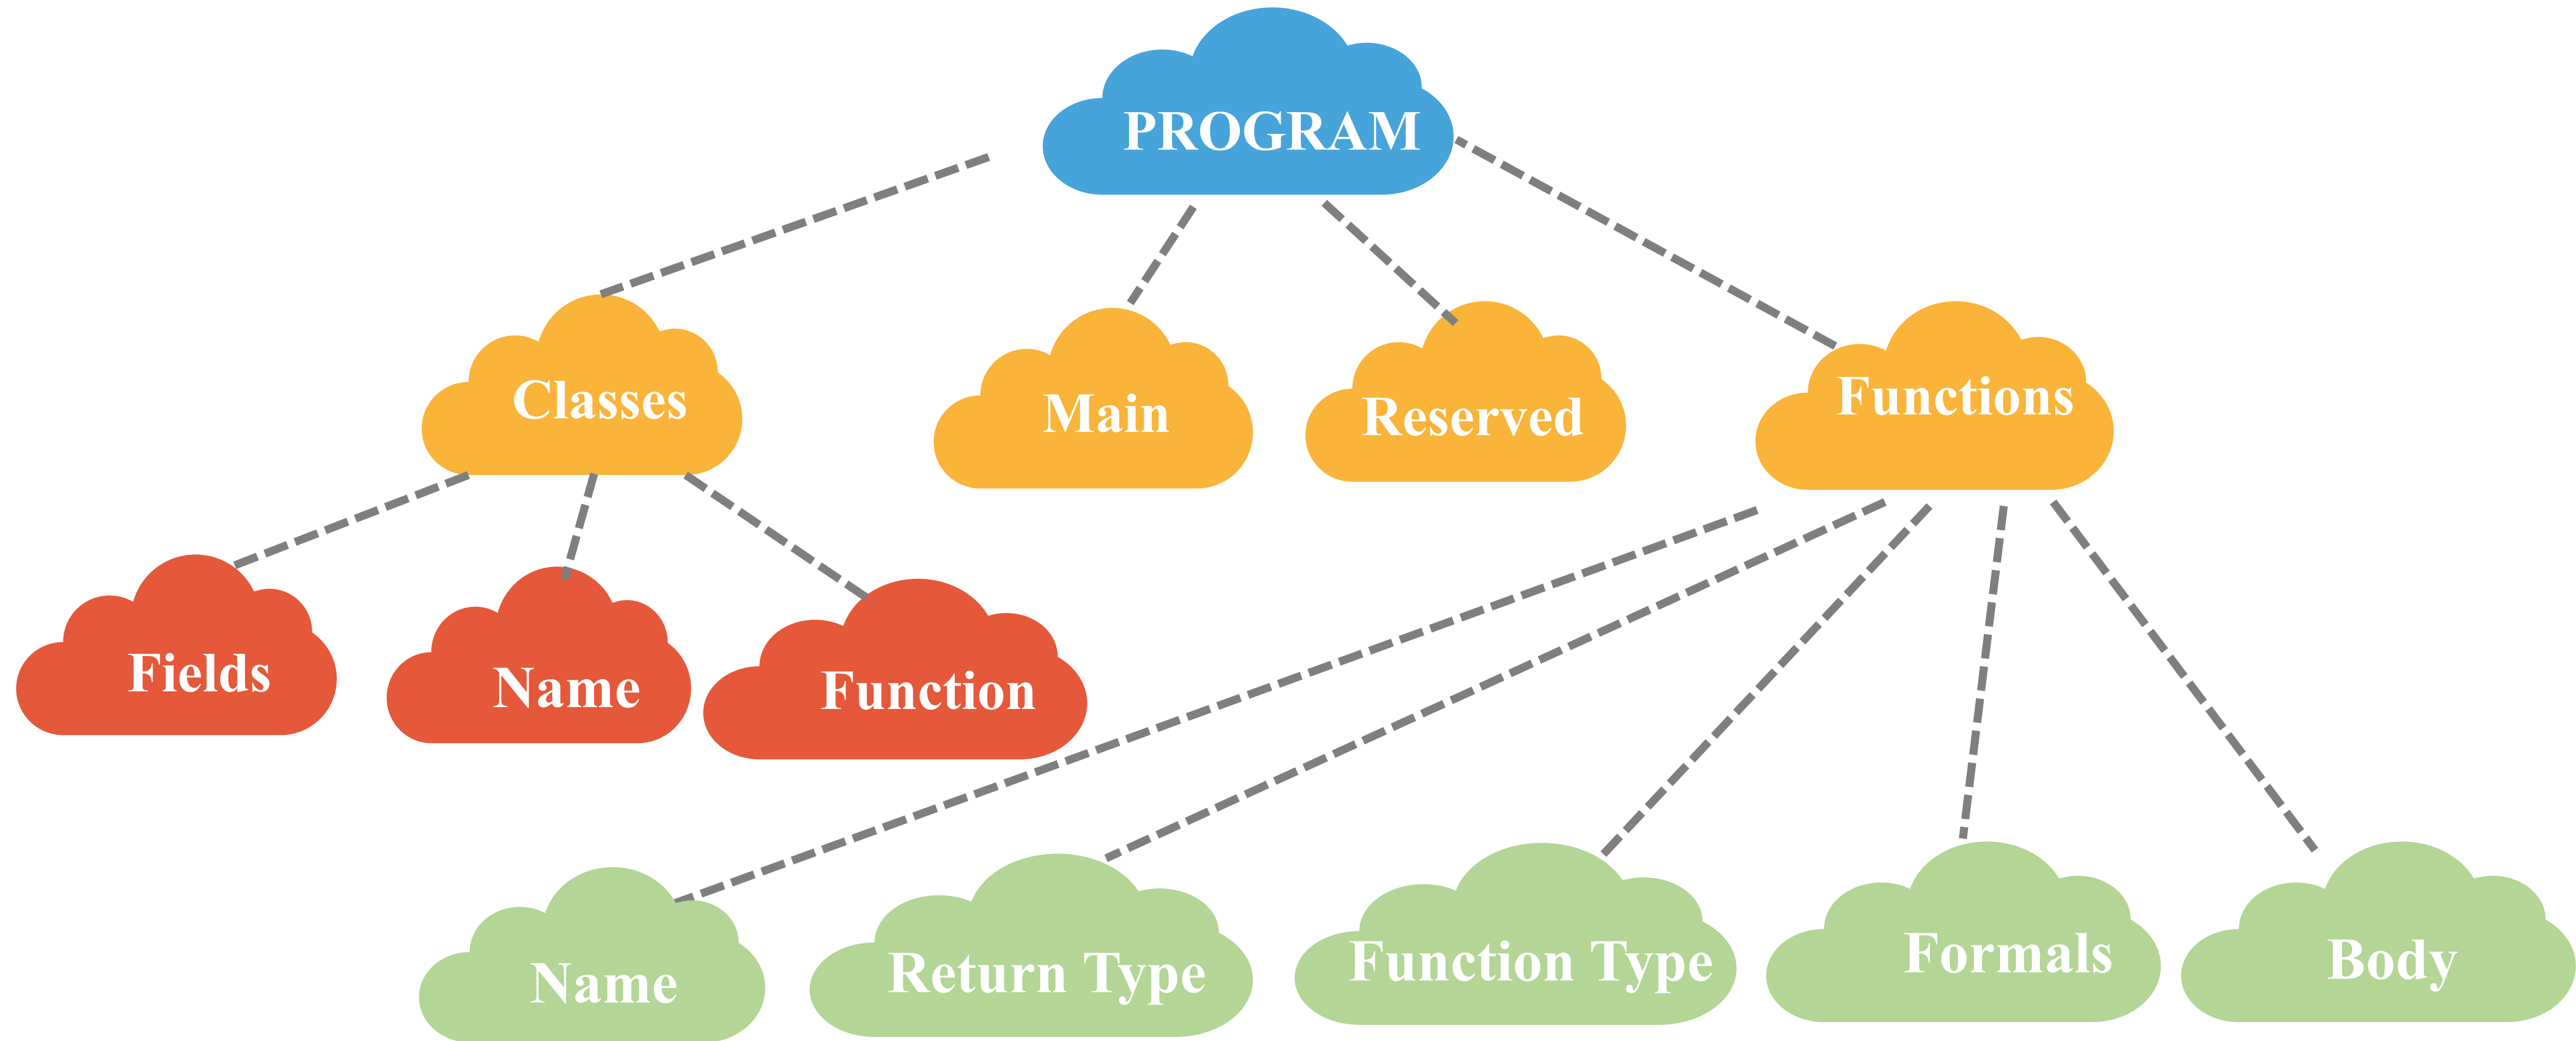 PROGRAM
Classes
Main
Reserved
Functions
Fields
Name
Function
Name
Return Type
Function Type
Formals
Body